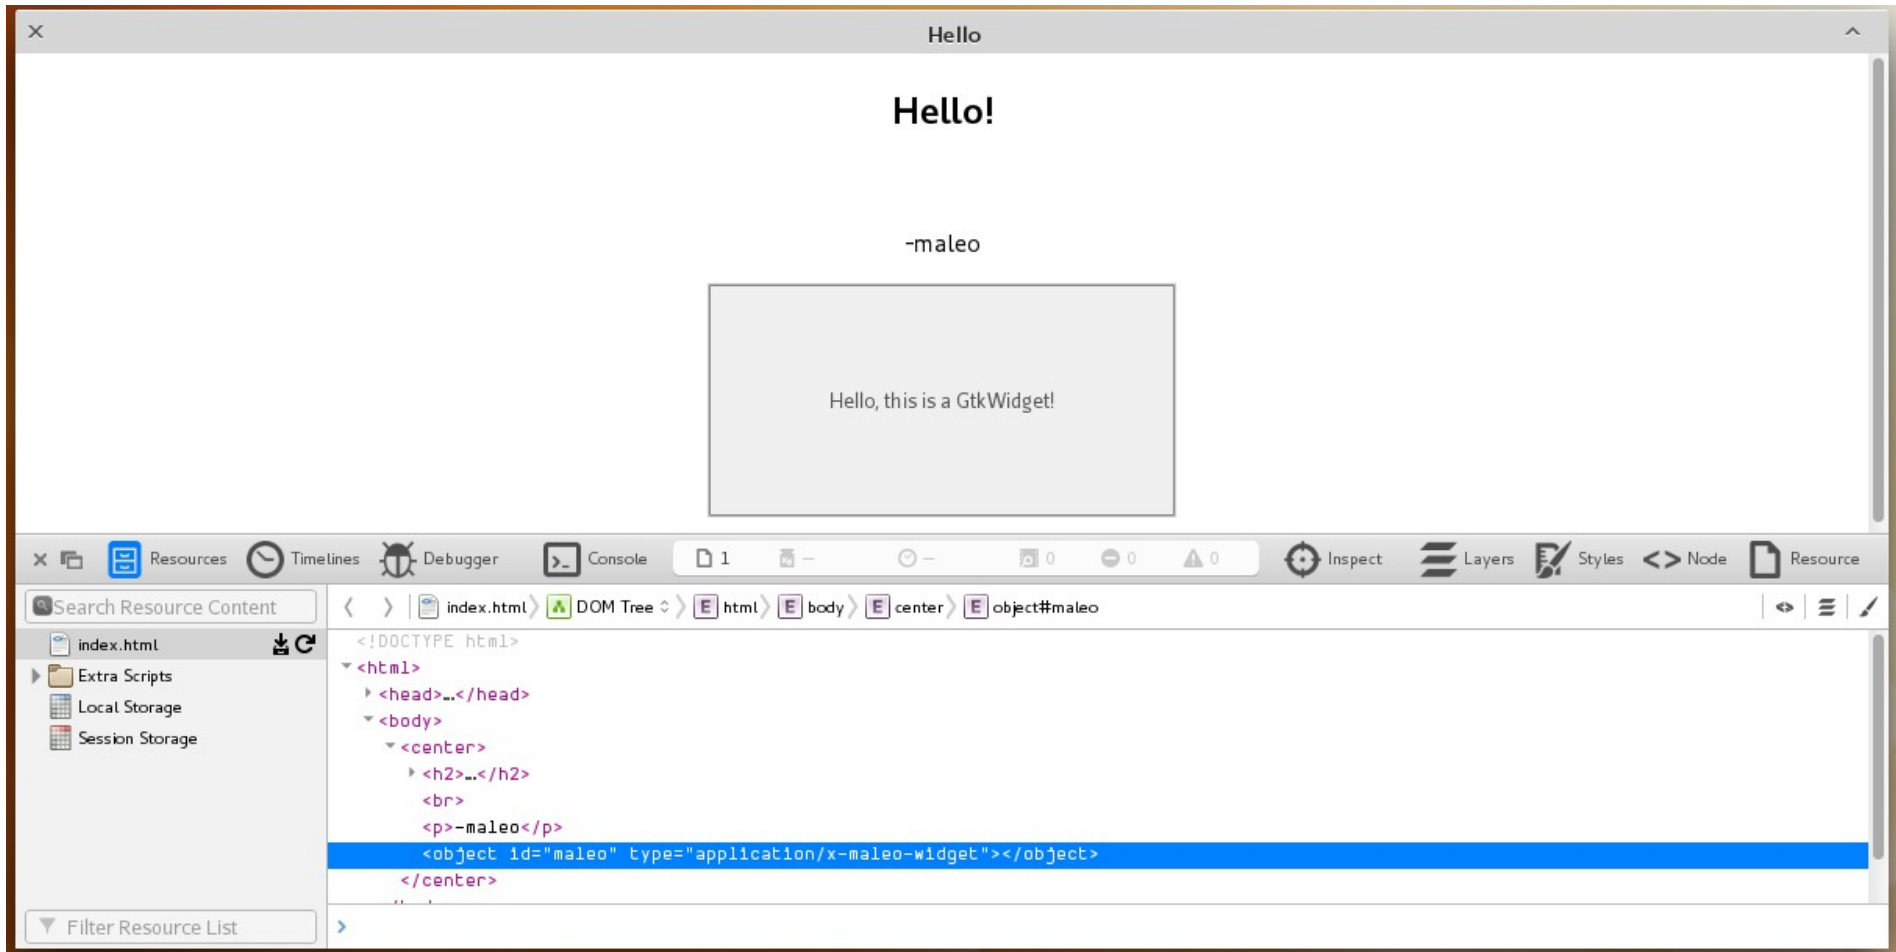 Hello
Hello!
-maleo
Hello, this is a GtkWidget!
Resources Timelines Debugger Console 1 — — 0 0 0 Inspect Layers Styles Node Resource
Search Resource Content
index.html DOM Tree E html E body E center E object#maleo
index.html
Extra Scripts
Local Storage
Session Storage
<!DOCTYPE html>
<html>
<head>…</head>
<body>
<center>
<h2>…</h2>
<br>
<p>-maleo</p>
<object id="maleo" type="application/x-maleo-widget"></object>
</center>
Filter Resource List
>